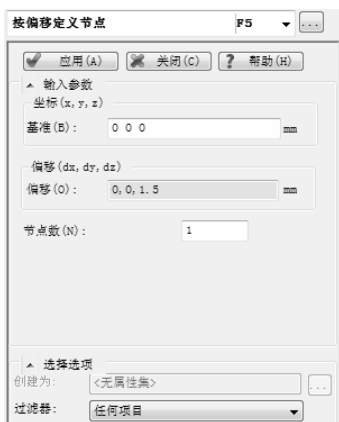 按偏移定义节点 F5 ...
应用(A) 关闭(C) ? 帮助(H)
输入参数
坐标(x,y,z)
基准(B): 0 0 0 mm
偏移(dx,dy,dz)
偏移(O): 0,0,1.5 mm
节点数(N): 1
选择选项
创建为: <无属性集> ...
过滤器: 任何项目